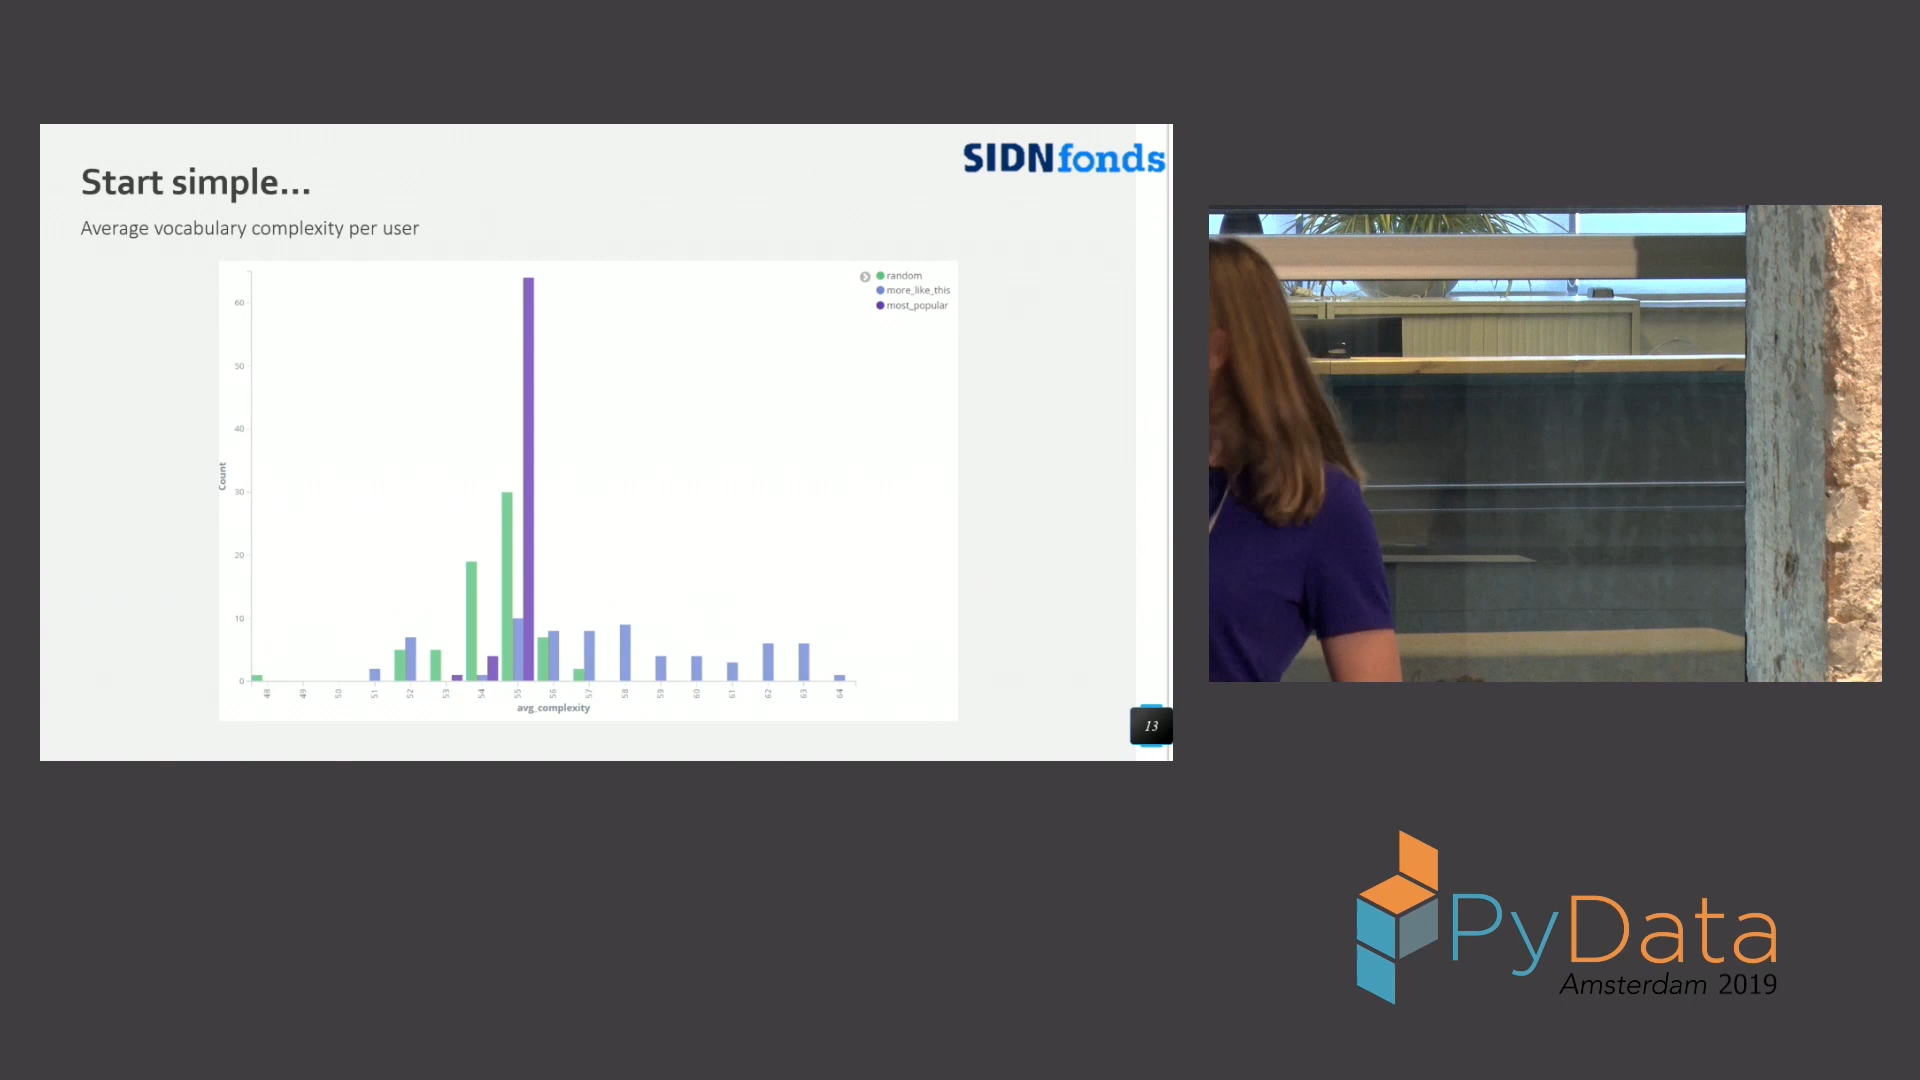 Start simple...
SIDNfonds
Average vocabulary complexity per user
random
more_like_this
most_popular
60
50
40
30
20
10
0
Count
48 49 50 51 52 53 54 55 56 57 58 59 60 61 62 63 64
avg_complexity
13
PyData
Amsterdam 2019